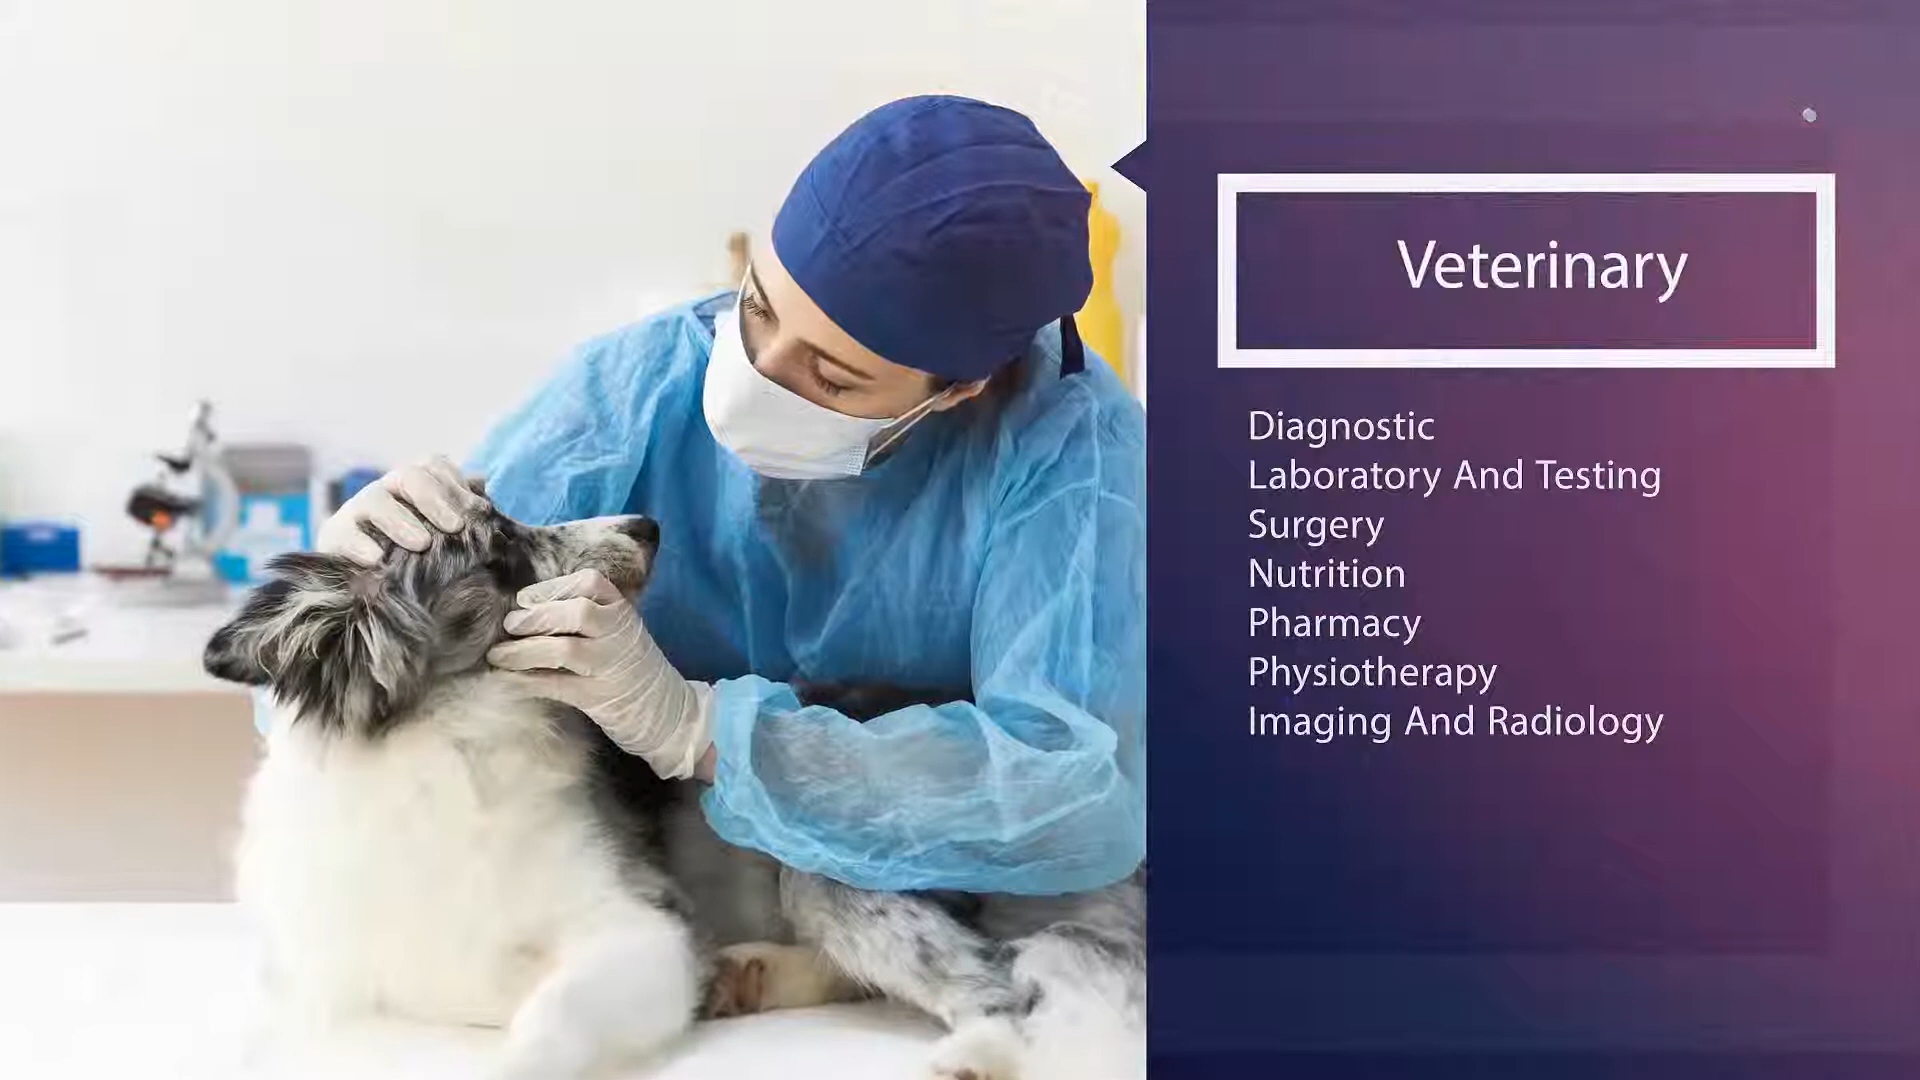 Veterinary
Diagnostic
Laboratory And Testing
Surgery
Nutrition
Pharmacy
Physiotherapy
Imaging And Radiology